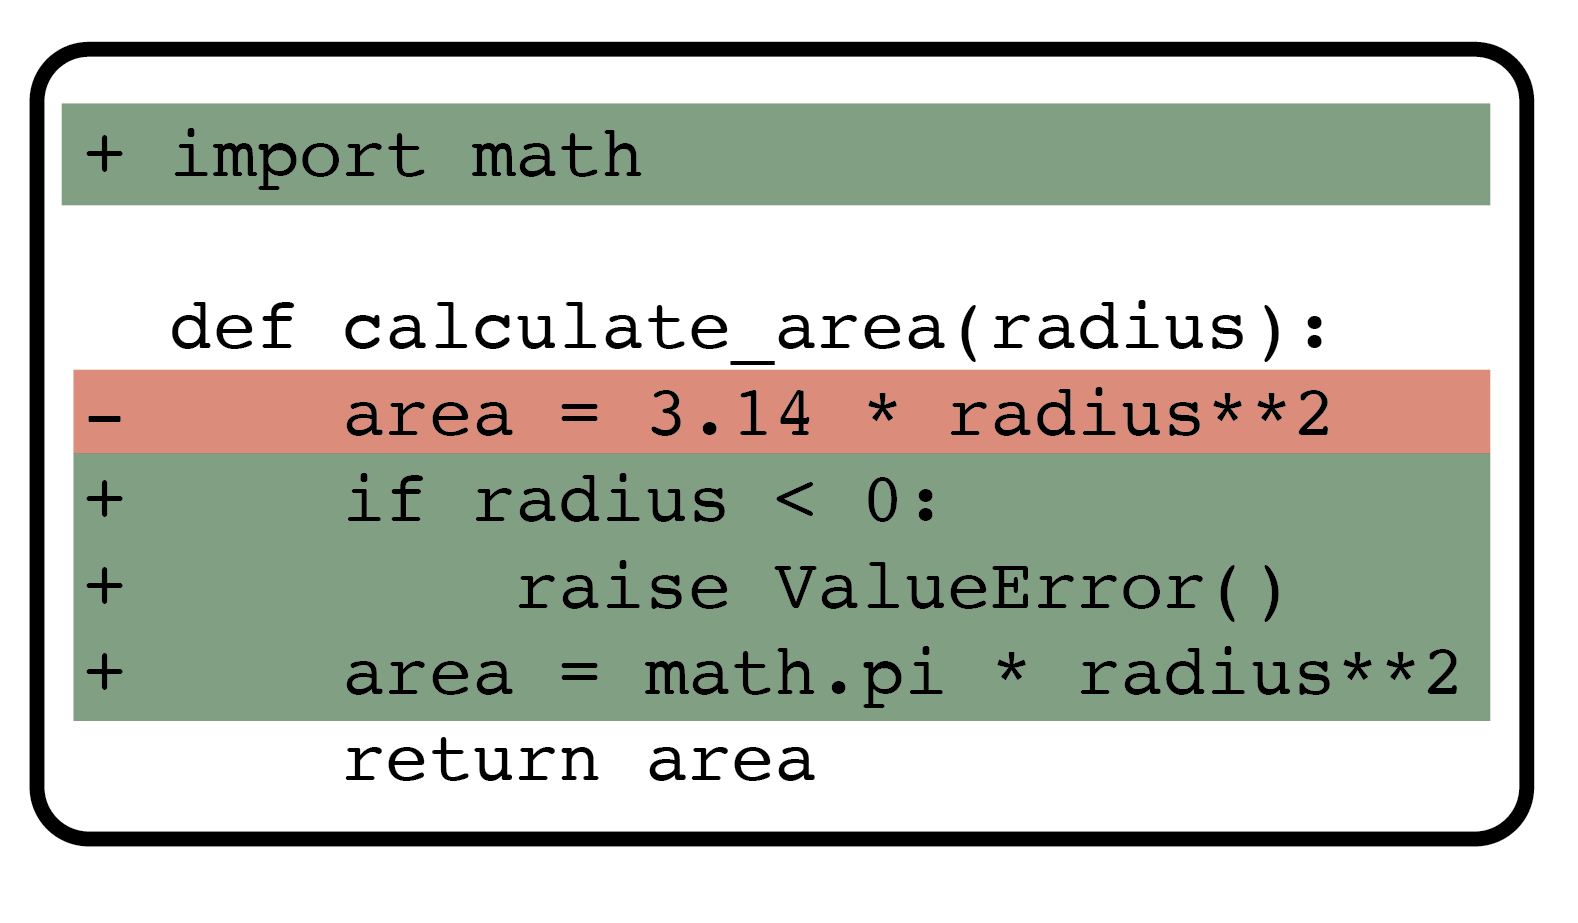 + import math
  def calculate_area(radius):
-     area = 3.14 * radius**2
+     if radius < 0:
+         raise ValueError()
+     area = math.pi * radius**2
      return area